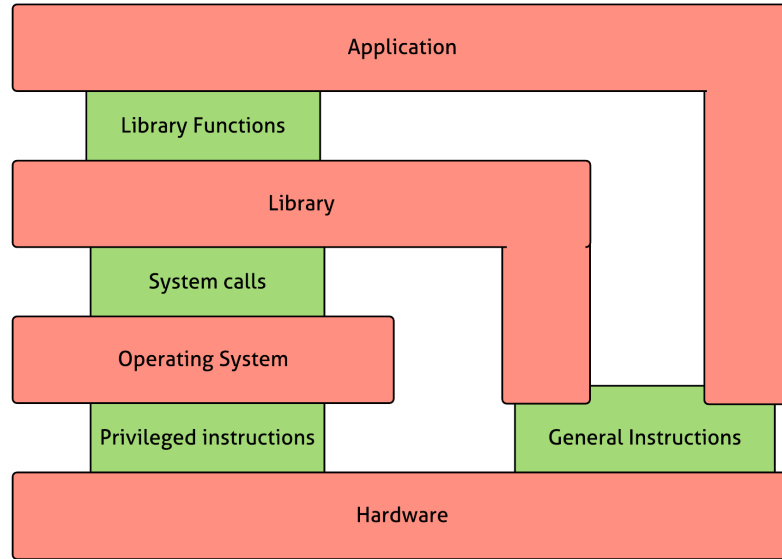 Application
Library Functions
Library
System calls
Operating System
Privileged instructions
General Instructions
Hardware